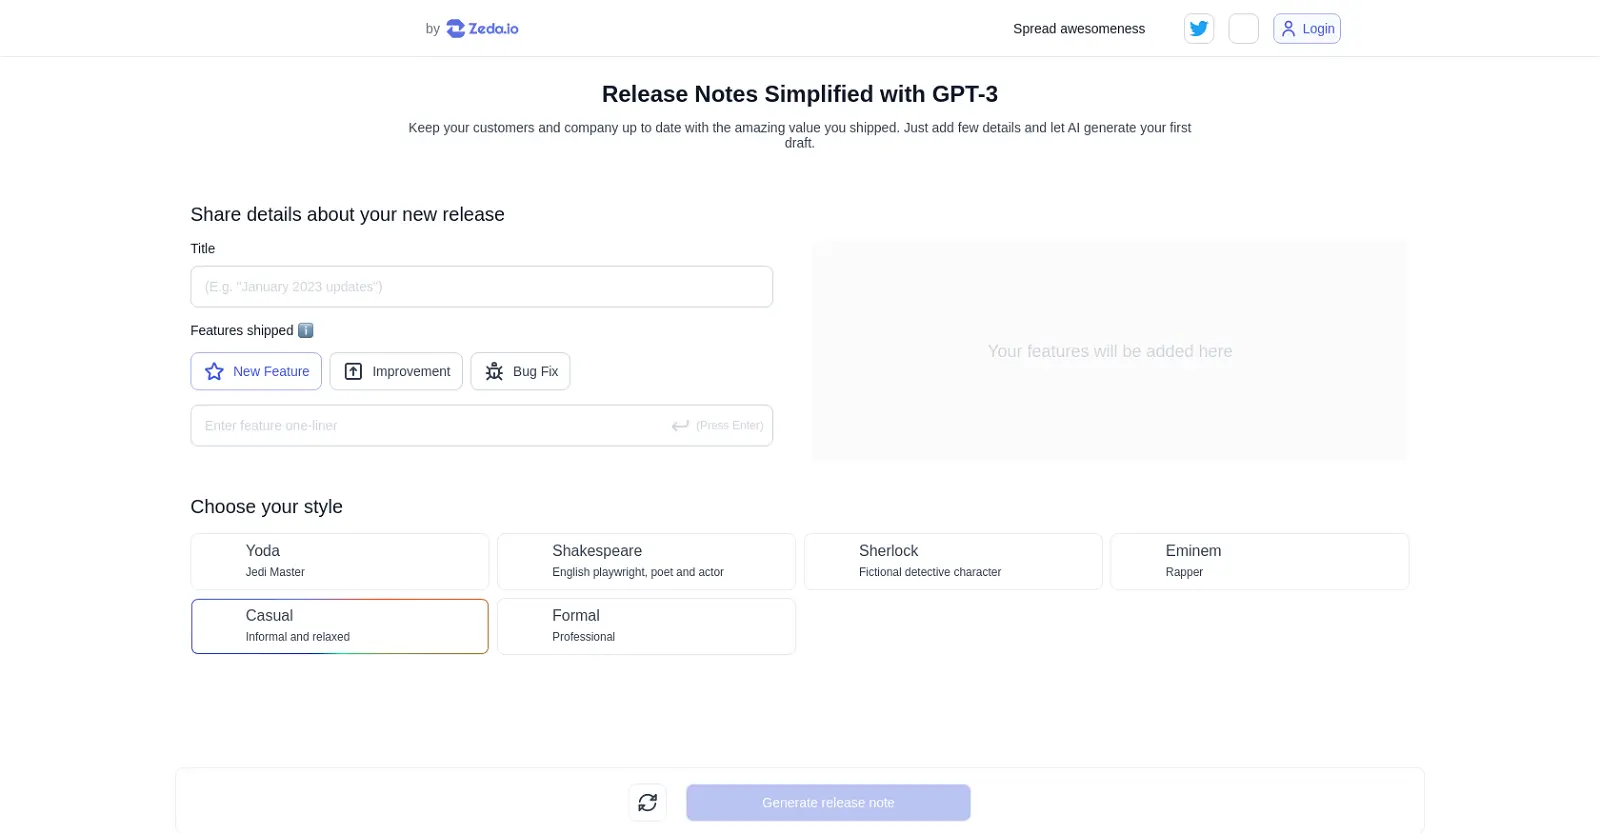 by Zeda.io
Spread awesomeness
Login
Release Notes Simplified with GPT-3
Keep your customers and company up to date with the amazing value you shipped. Just add few details and let AI generate your first
draft.
Share details about your new release
Title
(E.g. "January 2023 updates")
Features shipped ℹ️
New Feature
Improvement
Bug Fix
Enter feature one-liner
(Press Enter)
Your features will be added here
Choose your style
Yoda
Jedi Master
Shakespeare
English playwright, poet and actor
Sherlock
Fictional detective character
Eminem
Rapper
Casual
Informal and relaxed
Formal
Professional
Generate release note